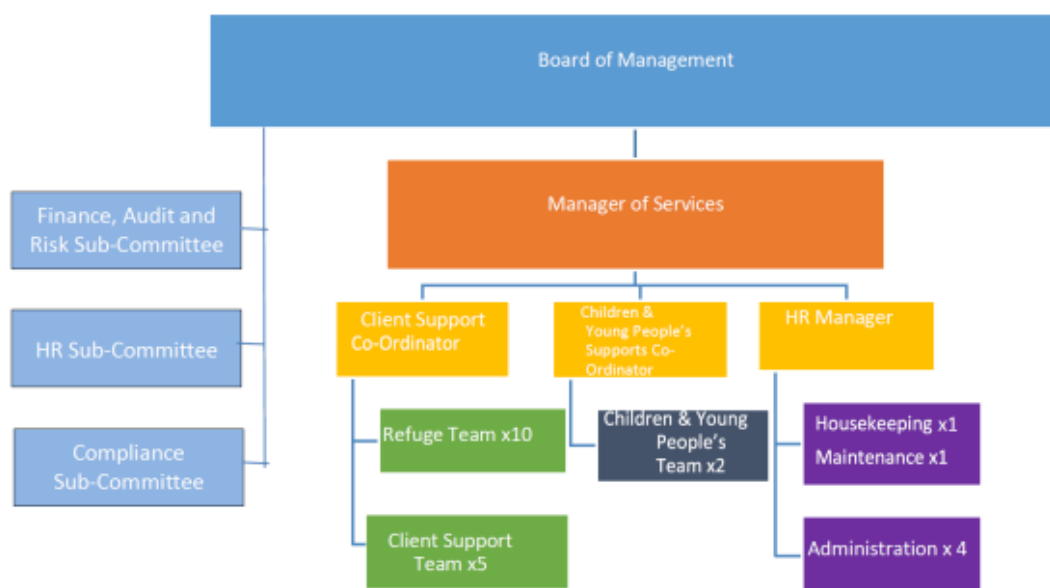 Board of Management
Manager of Services
Finance, Audit and
Risk Sub-Committee
HR Sub-Committee
Compliance
Sub-Committee
Client Support
Co-Ordinator
Children &
Young People's
Supports Co-
Ordinator
HR Manager
Refuge Team x10
Client Support
Team x5
Children & Young
People's
Team x2
Housekeeping x1
Maintenance x1
Administration x 4